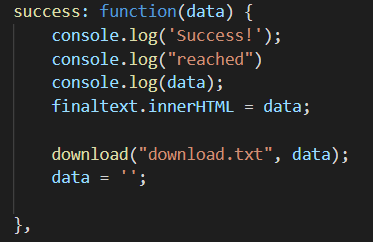 success: function(data) {
console.log('Success!');
console.log("reached")
console.log(data);
finaltext.innerHTML = data;
download("download.txt", data);
data = '';
},